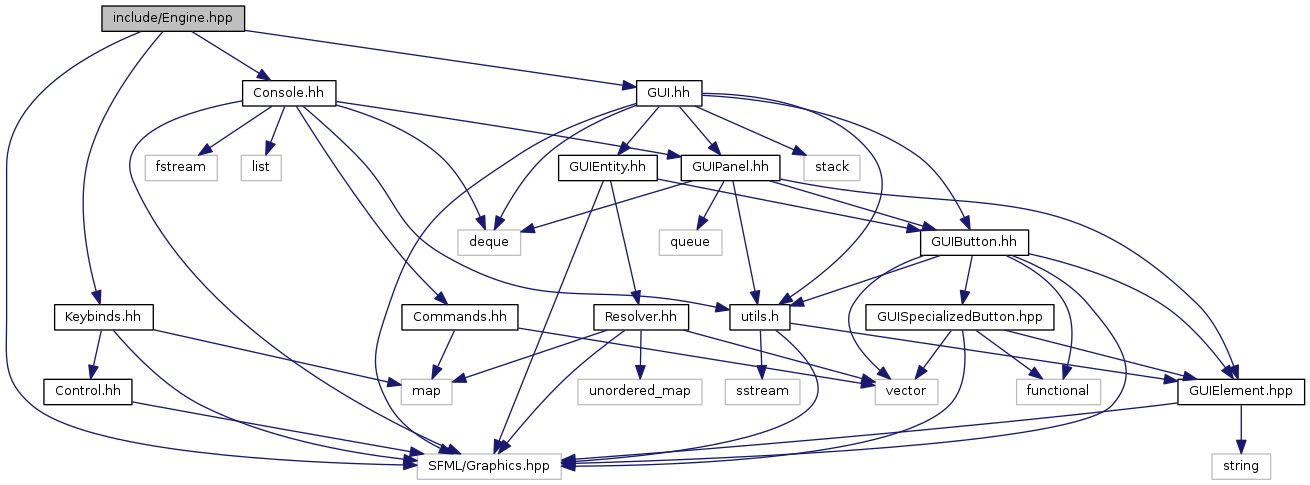 include/Engine.hpp
Console.hh
GUI.hh
fstream
list
GUIEntity.hh
GUIPanel.hh
stack
deque
queue
GUIButton.hh
Keybinds.hh
Commands.hh
Resolver.hh
utils.h
GUISpecializedButton.hpp
Control.hh
map
unordered_map
sstream
vector
functional
GUIElement.hpp
SFML/Graphics.hpp
string